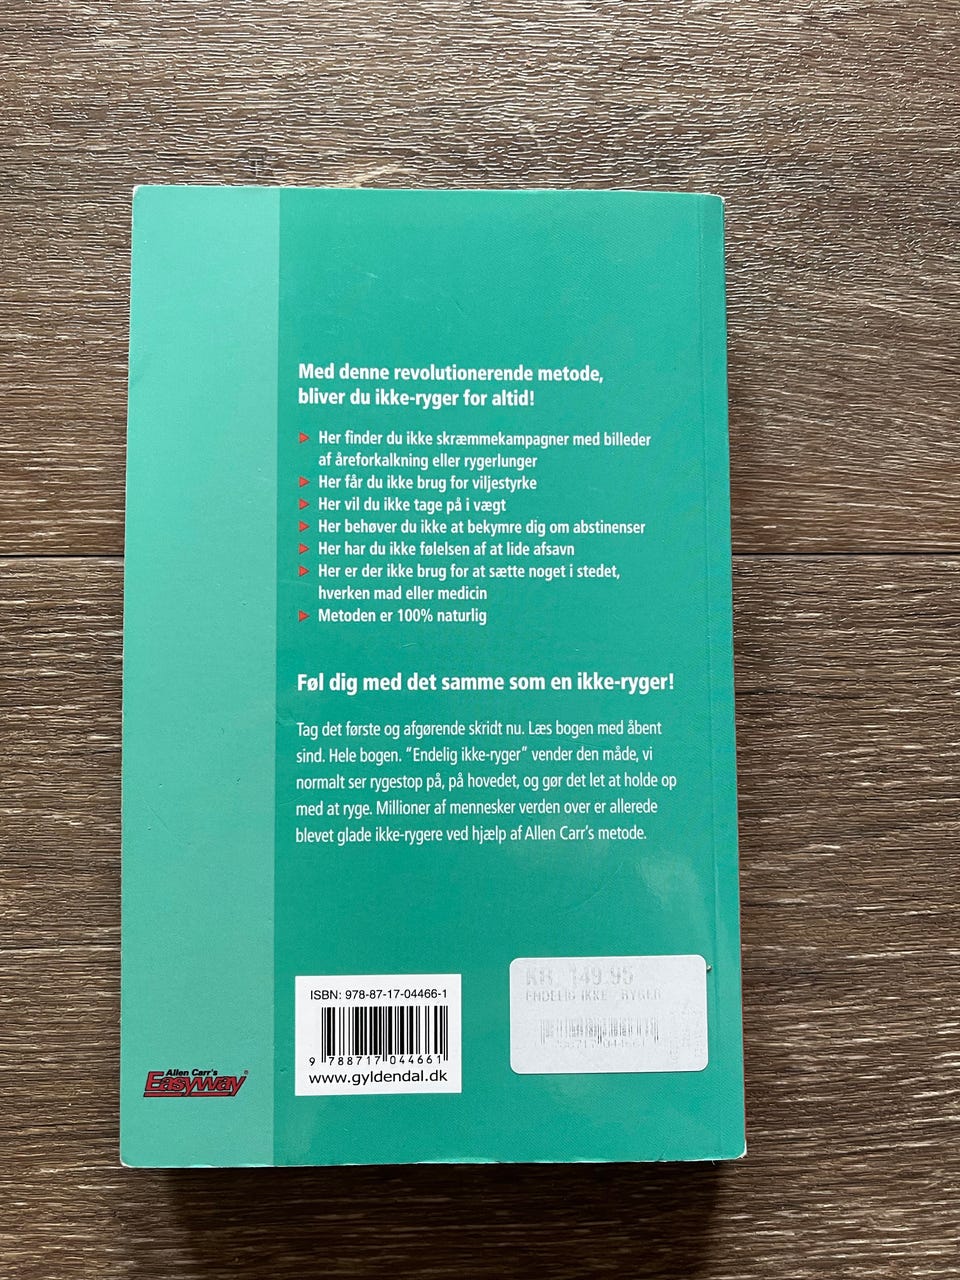 Med denne revolutionerende metode,
bliver du ikke-ryger for altid!
Her finder du ikke skræmmekampagner med billeder
af åreforkalkning eller rygerlunger
Her får du ikke brug for viljestyrke
Her vil du ikke tage på i vægt
Her behøver du ikke at bekymre dig om abstinenser
Her har du ikke følelsen af at lide afsavn
Her er der ikke brug for at sætte noget i stedet,
hverken mad eller medicin
Metoden er 100% naturlig
Føl dig med det samme som en ikke-ryger!
Tag det første og afgørende skridt nu. Læs bogen med åbent
sind. Hele bogen. ”Endelig ikke-ryger” vender den måde, vi
normalt ser rygestop på, på hovedet, og gør det let at holde op
med at ryge. Millioner af mennesker verden over er allerede
blevet glade ikke-rygere ved hjælp af Allen Carr’s metode.
ISBN: 978-87-17-04466-1
9 788717 044661
www.gyldendal.dk
KR. 149.95
ENDELIG IKKE-RYGER
Allen Carr's
Easyway®